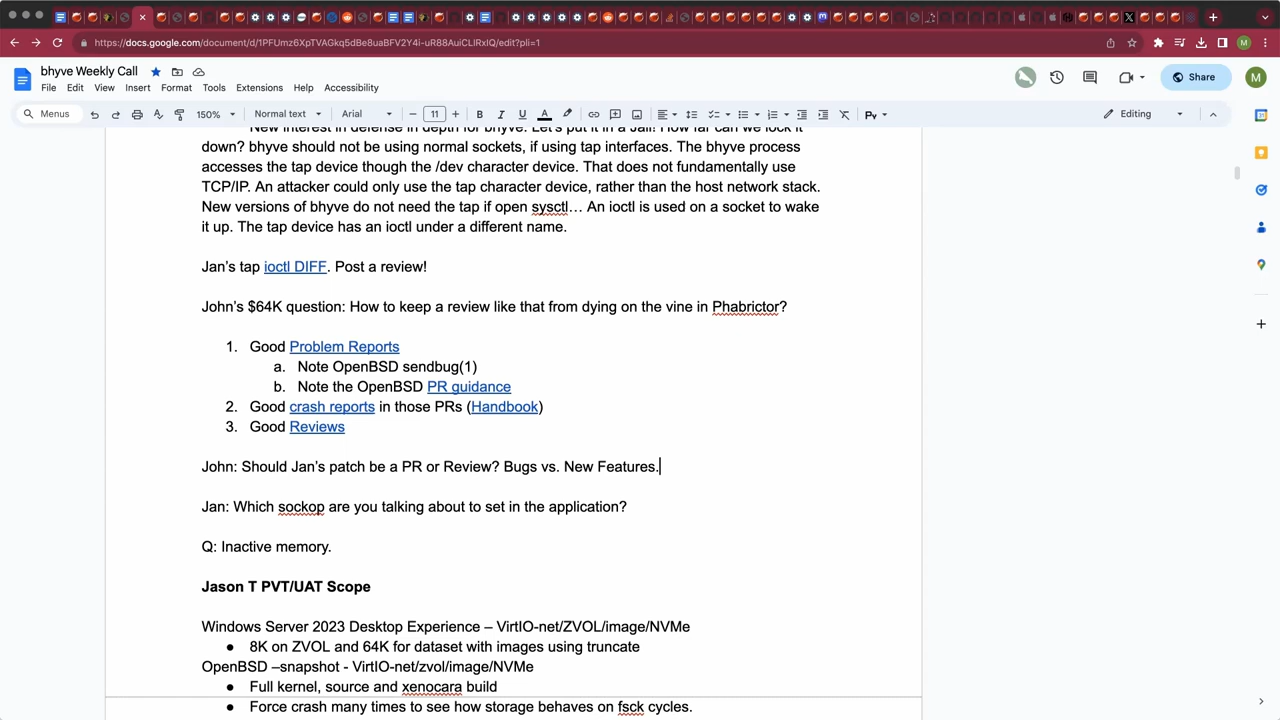 https://docs.google.com/document/d/1PFUmz6XpTVAGkq5dBe8uaBFV2Y4i-uR88AuiCLIRxIQ/edit?pli=1
M
bhyve Weekly Call
File Edit View Insert Format Tools Extensions Help Accessibility
Share
M
Menus 150% Normal text Arial 11 B I U A Editing
New interest in defense in depth for bhyve. Let's put it in a Jail! How far can we lock it
down? bhyve should not be using normal sockets, if using tap interfaces. The bhyve process
accesses the tap device though the /dev character device. That does not fundamentally use
TCP/IP. An attacker could only use the tap character device, rather than the host network stack.
New versions of bhyve do not need the tap if open sysctl… An ioctl is used on a socket to wake
it up. The tap device has an ioctl under a different name.
Jan's tap ioctl DIFF. Post a review!
John's $64K question: How to keep a review like that from dying on the vine in Phabrictor?
1. Good Problem Reports
a. Note OpenBSD sendbug(1)
b. Note the OpenBSD PR guidance
2. Good crash reports in those PRs (Handbook)
3. Good Reviews
John: Should Jan's patch be a PR or Review? Bugs vs. New Features.
Jan: Which sockop are you talking about to set in the application?
Q: Inactive memory.
Jason T PVT/UAT Scope
Windows Server 2023 Desktop Experience – VirtIO-net/ZVOL/image/NVMe
● 8K on ZVOL and 64K for dataset with images using truncate
OpenBSD –snapshot - VirtIO-net/zvol/image/NVMe
● Full kernel, source and xenocara build
● Force crash many times to see how storage behaves on fsck cycles.